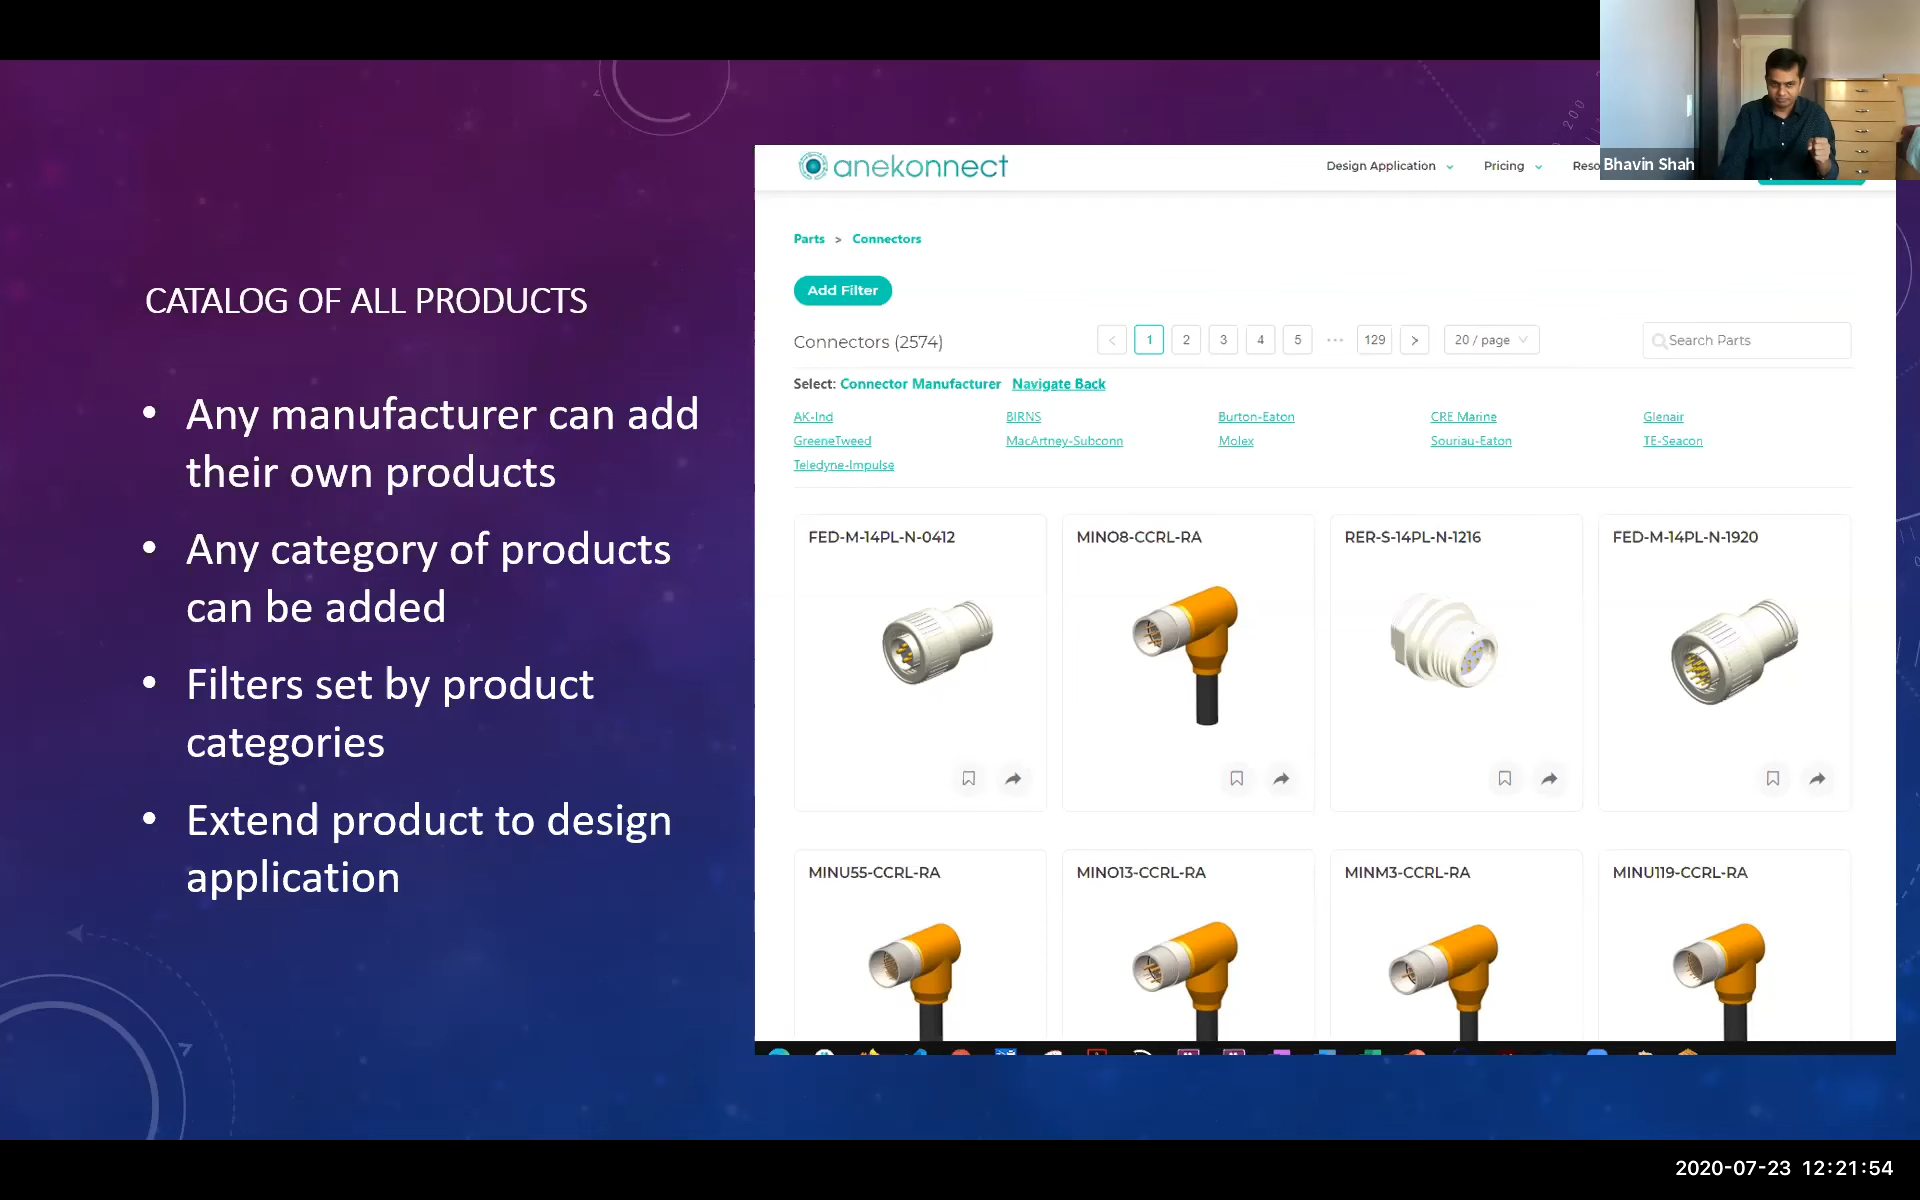 CATALOG OF ALL PRODUCTS
• Any manufacturer can add
their own products
• Any category of products
can be added
• Filters set by product
categories
• Extend product to design
application
anekonnect
Design Application
Pricing
Bhavin Shah
Parts > Connectors
Add Filter
Connectors (2574)
< 1 2 3 4 5 ••• 129 >
20 / page
Search Parts
Select: Connector Manufacturer Navigate Back
AK-Ind BIRNS Burton-Eaton CRE Marine Glenair
GreeneTweed MacArtney-Subconn Molex Souriau-Eaton TE-Seacon
Teledyne-Impulse
FED-M-14PL-N-0412
MINO8-CCRL-RA
RER-S-14PL-N-1216
FED-M-14PL-N-1920
MINU55-CCRL-RA
MINO13-CCRL-RA
MINM3-CCRL-RA
MINU119-CCRL-RA
200
2020-07-23 12:21:54